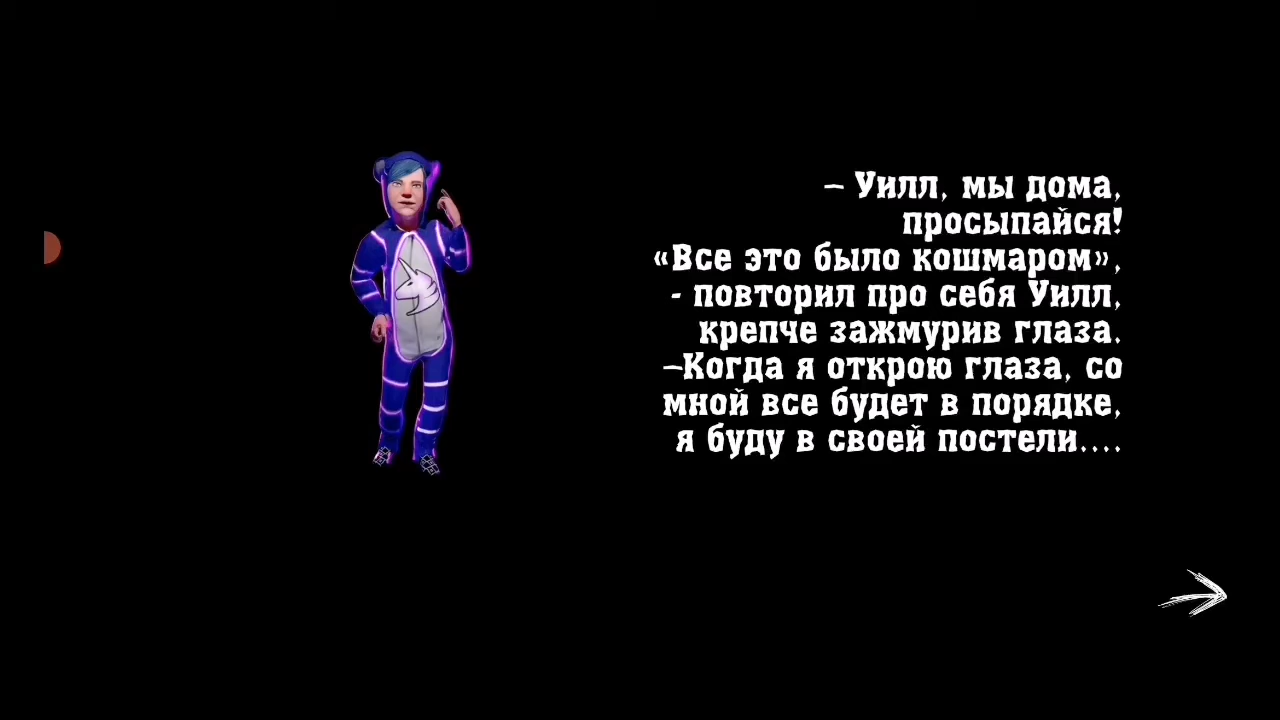 – Уилл, мы дома,
просыпайся!
«Все это было кошмаром»,
- повторил про себя Уилл,
крепче зажмурив глаза.
–Когда я открою глаза, со
мной все будет в порядке,
я буду в своей постели....